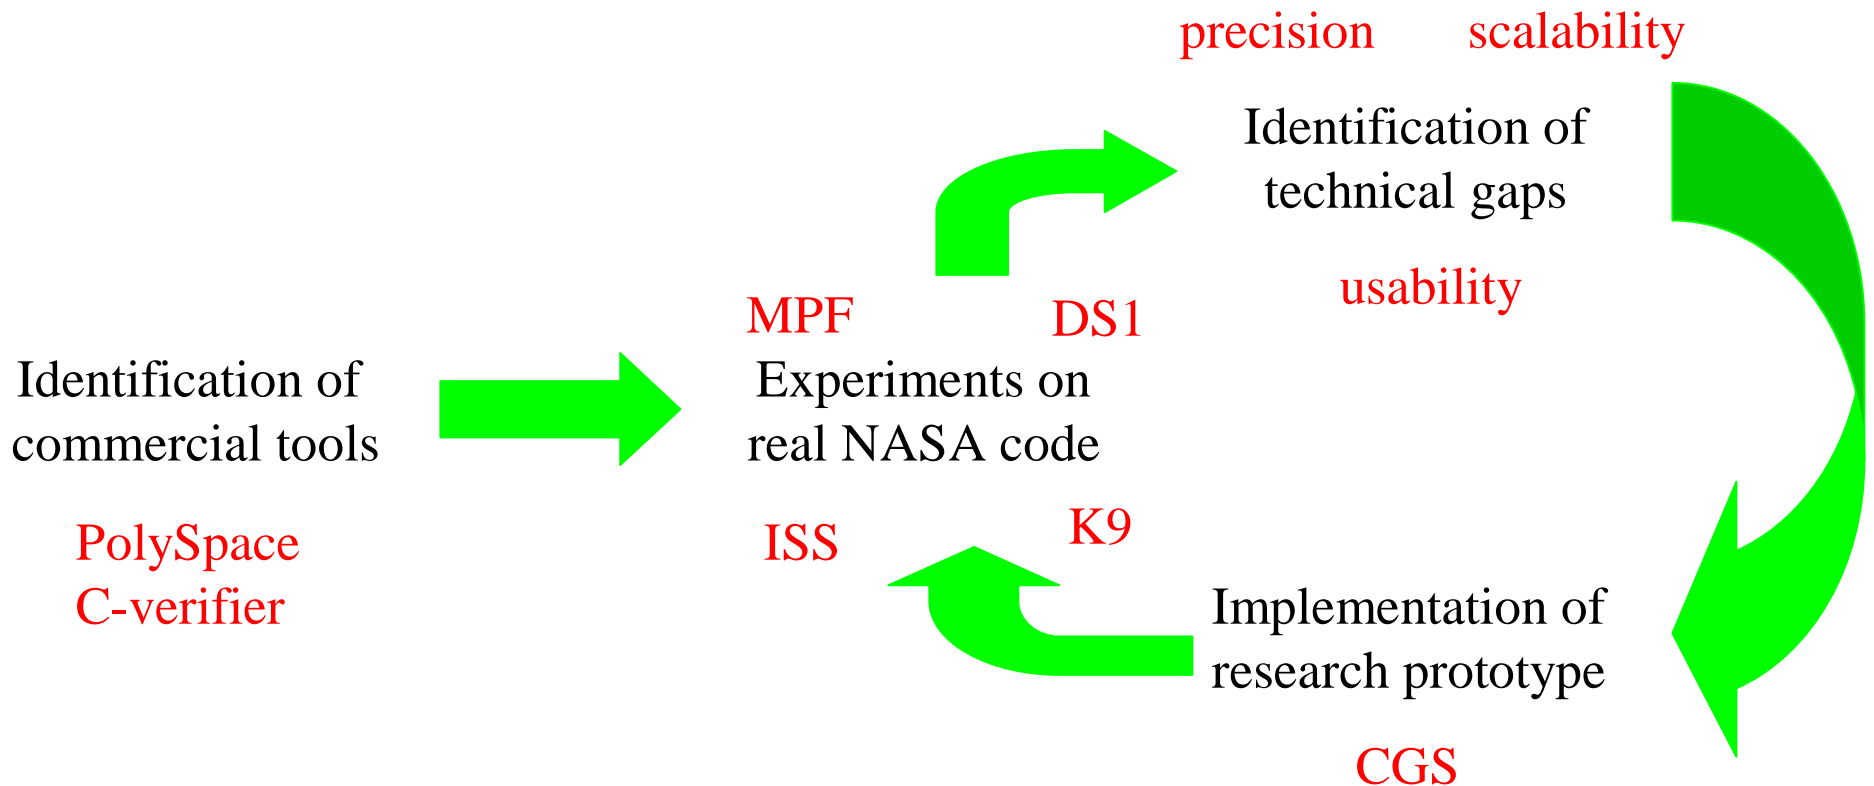 precision scalability
Identification of
technical gaps
usability
MPF DS1
Identification of
commercial tools
Experiments on
real NASA code
PolySpace
C-verifier
ISS K9
Implementation of
research prototype
CGS